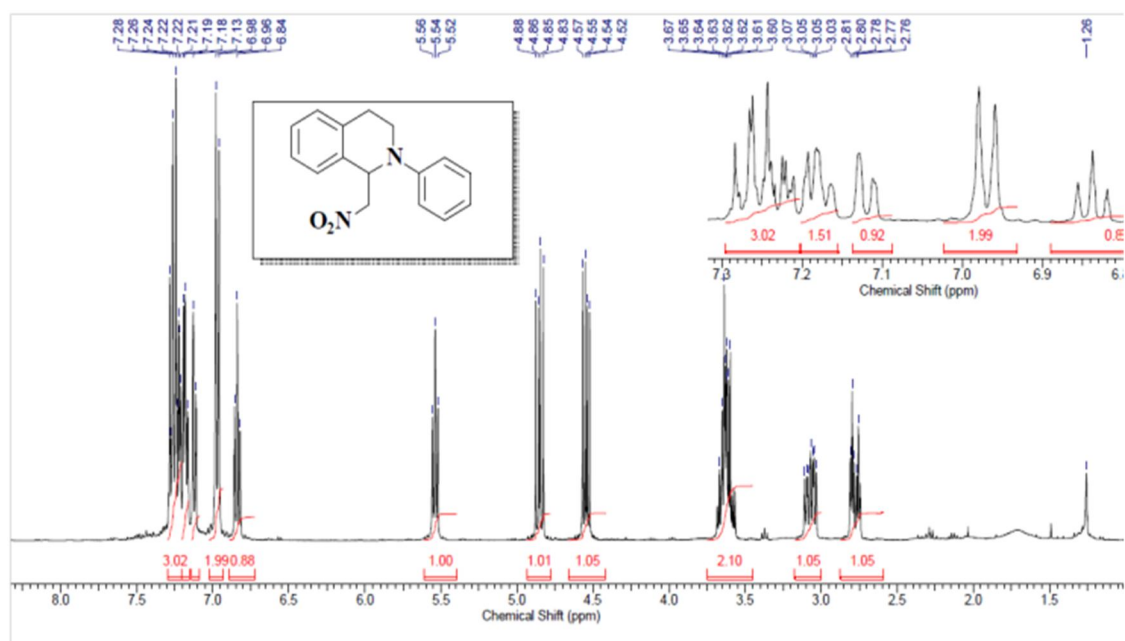 7.28 7.26 7.24 7.22 7.22 7.21 7.19 7.18 7.13 6.98 6.96 6.84 5.56 5.54 5.52 4.88 4.86 4.85 4.83 4.57 4.55 4.54 4.52 3.67 3.65 3.64 3.63 3.62 3.62 3.61 3.60 3.07 3.05 3.05 3.03 2.81 2.80 2.78 2.77 2.76 1.26
N
O₂N
3.02 1.51 0.92 1.99
7.3 7.2 7.1 7.0 6.9
Chemical Shift (ppm)
3.02 1.99 0.88 1.00 1.01 1.05 2.10 1.05 1.05
8.0 7.5 7.0 6.5 6.0 5.5 5.0 4.5 4.0 3.5 3.0 2.5 2.0 1.5
Chemical Shift (ppm)